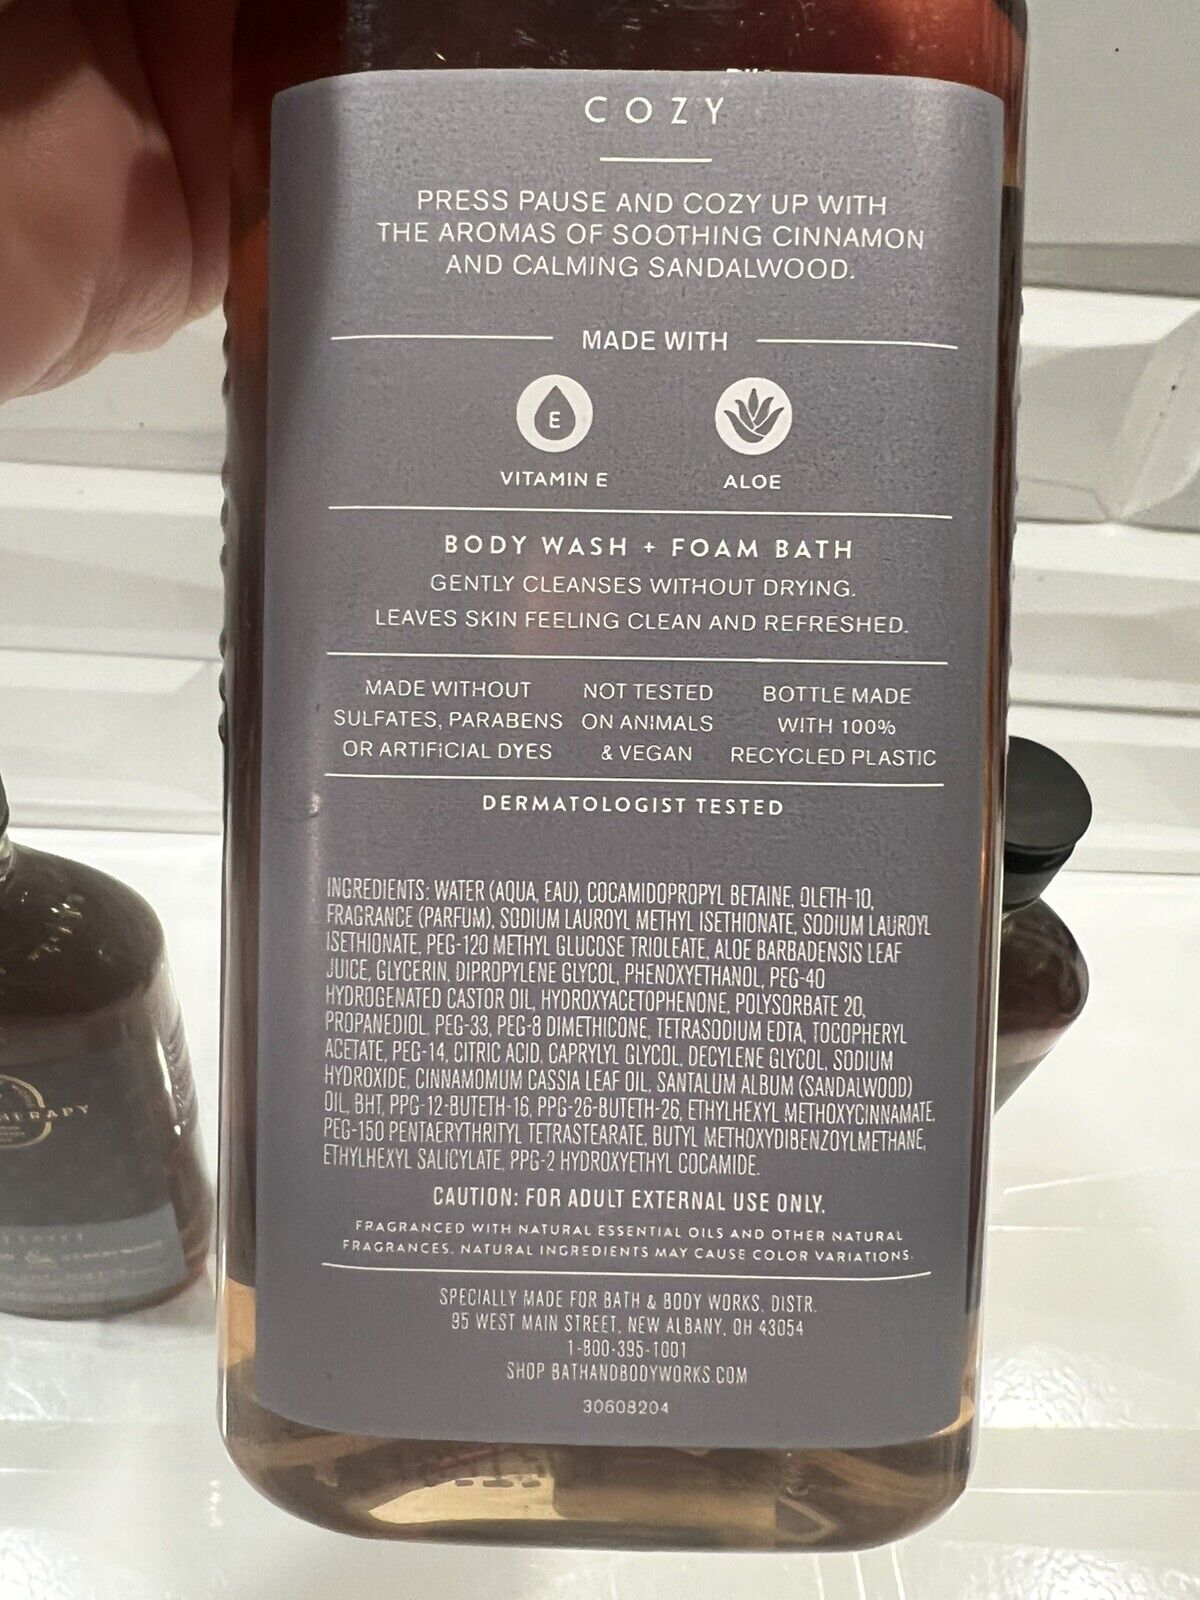 COZY
PRESS PAUSE AND COZY UP WITH
THE AROMAS OF SOOTHING CINNAMON
AND CALMING SANDALWOOD.
MADE WITH
E
VITAMIN E ALOE
BODY WASH + FOAM BATH
GENTLY CLEANSES WITHOUT DRYING.
LEAVES SKIN FEELING CLEAN AND REFRESHED.
MADE WITHOUT NOT TESTED BOTTLE MADE
SULFATES, PARABENS ON ANIMALS WITH 100%
OR ARTIFICIAL DYES & VEGAN RECYCLED PLASTIC
DERMATOLOGIST TESTED
INGREDIENTS: WATER (AQUA, EAU), COCAMIDOPROPYL BETAINE, OLETH-10,
FRAGRANCE (PARFUM), SODIUM LAUROYL METHYL ISETHIONATE, SODIUM LAUROYL
ISETHIONATE, PEG-120 METHYL GLUCOSE TRIOLEATE, ALOE BARBADENSIS LEAF
JUICE, GLYCERIN, DIPROPYLENE GLYCOL, PHENOXYETHANOL, PEG-40
HYDROGENATED CASTOR OIL, HYDROXYACETOPHENONE, POLYSORBATE 20,
PROPANEDIOL, PEG-33, PEG-8 DIMETHICONE, TETRASODIUM EDTA, TOCOPHERYL
ACETATE, PEG-14, CITRIC ACID, CAPRYLYL GLYCOL, DECYLENE GLYCOL, SODIUM
HYDROXIDE, CINNAMOMUM CASSIA LEAF OIL, SANTALUM ALBUM (SANDALWOOD)
OIL, BHT, PPG-12-BUTETH-16, PPG-26-BUTETH-26, ETHYLHEXYL METHOXYCINNAMATE,
PEG-150 PENTAERYTHRITYL TETRASTEARATE, BUTYL METHOXYDIBENZOYLMETHANE,
ETHYLHEXYL SALICYLATE, PPG-2 HYDROXYETHYL COCAMIDE.
CAUTION: FOR ADULT EXTERNAL USE ONLY.
FRAGRANCED WITH NATURAL ESSENTIAL OILS AND OTHER NATURAL
FRAGRANCES. NATURAL INGREDIENTS MAY CAUSE COLOR VARIATIONS.
SPECIALLY MADE FOR BATH & BODY WORKS, DISTR.
95 WEST MAIN STREET, NEW ALBANY, OH 43054
1-800-395-1001
SHOP BATHANDBODYWORKS.COM
30608204